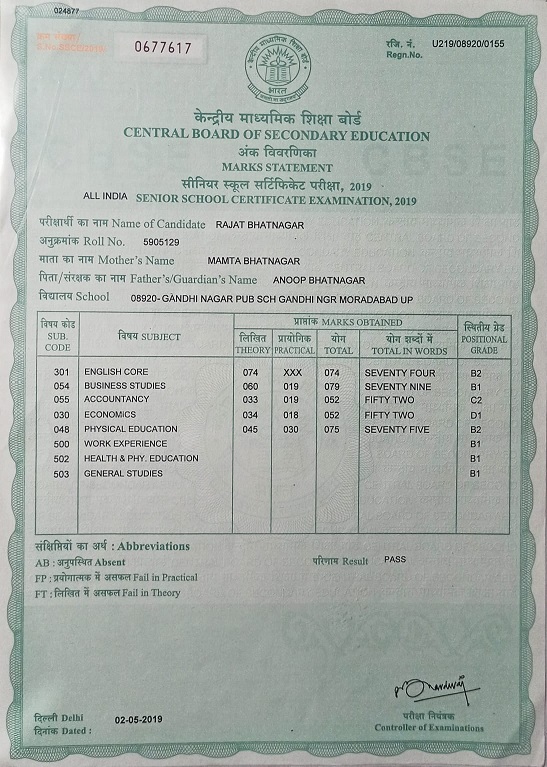 024877
0677617
रजि. नं. U219/08920/0155
Regn.No.
भारत
केन्द्रीय माध्यमिक शिक्षा बोर्ड
CENTRAL BOARD OF SECONDARY EDUCATION
अंक विवरणिका
MARKS STATEMENT
सीनियर स्कूल सर्टिफिकेट परीक्षा, 2019
ALL INDIA SENIOR SCHOOL CERTIFICATE EXAMINATION, 2019
परीक्षार्थी का नाम Name of Candidate RAJAT BHATNAGAR
अनुक्रमांक Roll No. 5905129
माता का नाम Mother's Name MAMTA BHATNAGAR
पिता/संरक्षक का नाम Father's/Guardian's Name ANOOP BHATNAGAR
विद्यालय School 08920- GANDHI NAGAR PUB SCH GANDHI NGR MORADABAD UP
विषय कोड SUB. CODE
विषय SUBJECT
प्राप्तांक MARKS OBTAINED
लिखित THEORY
प्रायोगिक PRACTICAL
योग TOTAL
योग शब्दों में TOTAL IN WORDS
स्थितीय ग्रेड POSITIONAL GRADE
301 ENGLISH CORE 074 XXX 074 SEVENTY FOUR B2
054 BUSINESS STUDIES 060 019 079 SEVENTY NINE B1
055 ACCOUNTANCY 033 019 052 FIFTY TWO C2
030 ECONOMICS 034 018 052 FIFTY TWO D1
048 PHYSICAL EDUCATION 045 030 075 SEVENTY FIVE B2
500 WORK EXPERIENCE B1
502 HEALTH & PHY. EDUCATION B1
503 GENERAL STUDIES B1
संक्षिप्तियों का अर्थ : Abbreviations
AB : अनुपस्थित Absent
परिणाम Result PASS
FP : प्रयोगात्मक में असफल Fail in Practical
FT : लिखित में असफल Fail in Theory
दिल्ली Delhi
दिनांक Dated : 02-05-2019
परीक्षा नियंत्रक
Controller of Examinations